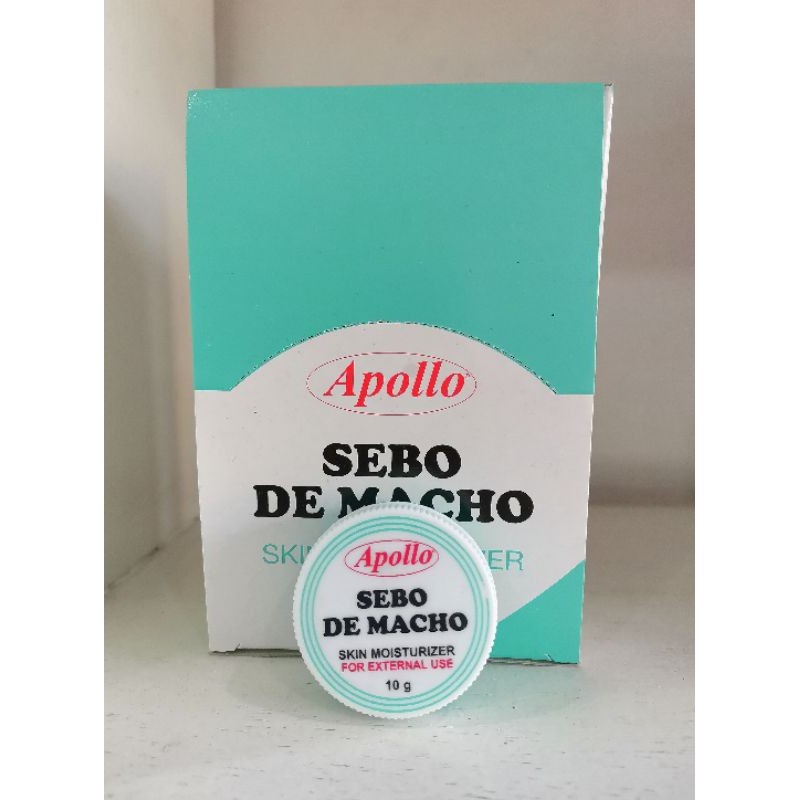 Apollo
SEBO
DE MACHO
Apollo
SEBO
DE MACHO
SKIN MOISTURIZER
FOR EXTERNAL USE
10 g